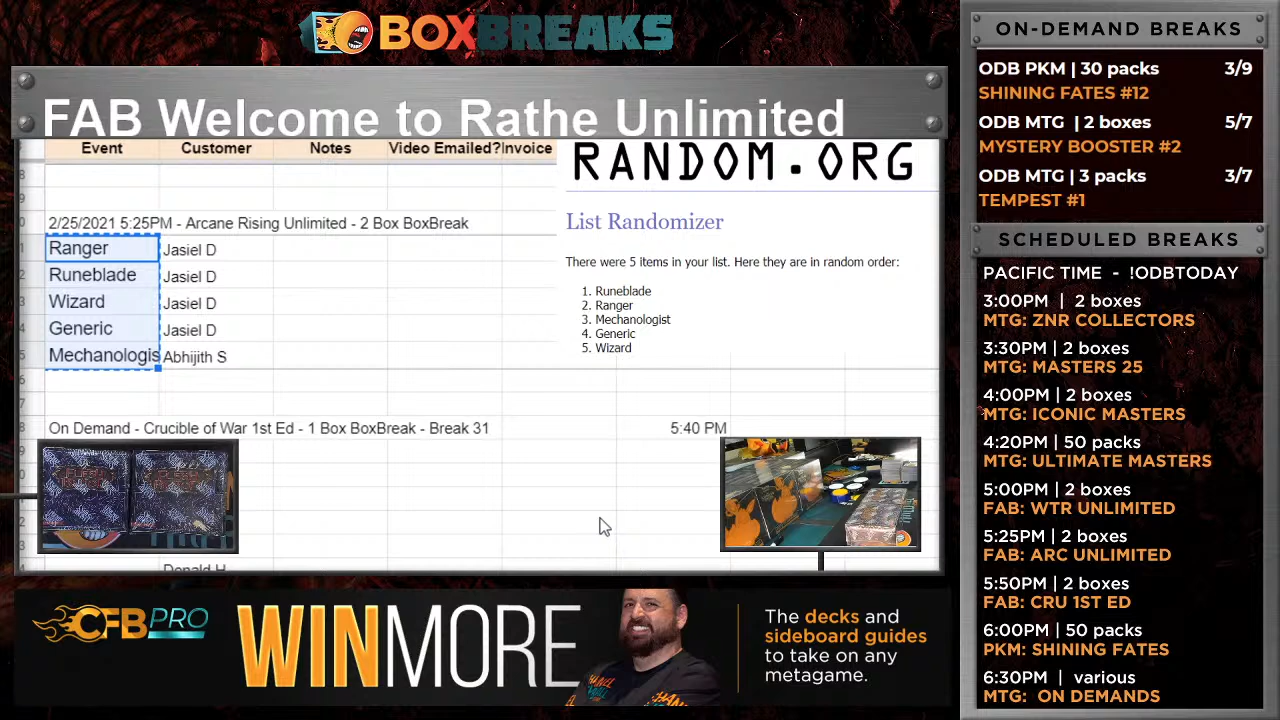 BOXBREAKS
FAB Welcome to Rathe Unlimited
Event Customer Notes Video Emailed? Invoice
2/25/2021 5:25PM - Arcane Rising Unlimited - 2 Box BoxBreak
Ranger Jasiel D
Runeblade Jasiel D
Wizard Jasiel D
Generic Jasiel D
Mechanologis Abhijith S
On Demand - Crucible of War 1st Ed - 1 Box BoxBreak - Break 31 5:40 PM
Donald H
RANDOM.ORG
List Randomizer
There were 5 items in your list. Here they are in random order:
1. Runeblade
2. Ranger
3. Mechanologist
4. Generic
5. Wizard
CFB PRO
WINMORE
The decks and
sideboard guides
to take on any
metagame.
ON-DEMAND BREAKS
ODB PKM | 30 packs 3/9
SHINING FATES #12
ODB MTG | 2 boxes 5/7
MYSTERY BOOSTER #2
ODB MTG | 3 packs 3/7
TEMPEST #1
SCHEDULED BREAKS
PACIFIC TIME - !ODBTODAY
3:00PM | 2 boxes
MTG: ZNR COLLECTORS
3:30PM | 2 boxes
MTG: MASTERS 25
4:00PM | 2 boxes
MTG: ICONIC MASTERS
4:20PM | 50 packs
MTG: ULTIMATE MASTERS
5:00PM | 2 boxes
FAB: WTR UNLIMITED
5:25PM | 2 boxes
FAB: ARC UNLIMITED
5:50PM | 2 boxes
FAB: CRU 1ST ED
6:00PM | 50 packs
PKM: SHINING FATES
6:30PM | various
MTG: ON DEMANDS